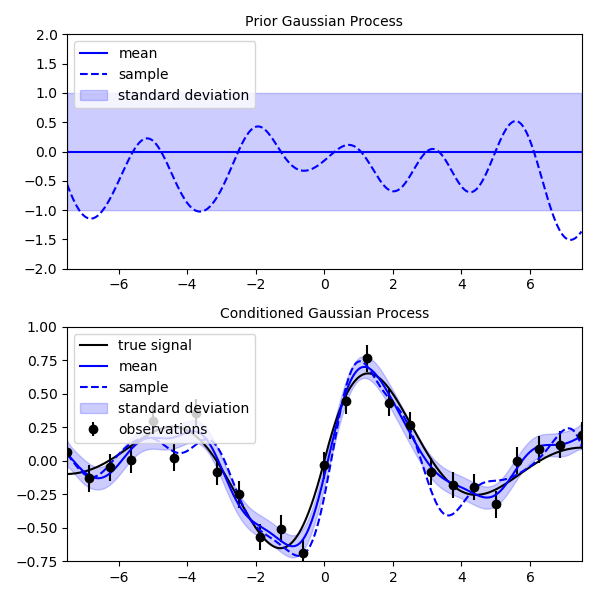 Prior Gaussian Process
2.0
1.5
1.0
0.5
0.0
−0.5
−1.0
−1.5
−2.0
mean
sample
standard deviation
−6 −4 −2 0 2 4 6
Conditioned Gaussian Process
1.00
0.75
0.50
0.25
0.00
−0.25
−0.50
−0.75
true signal
mean
sample
standard deviation
observations
−6 −4 −2 0 2 4 6